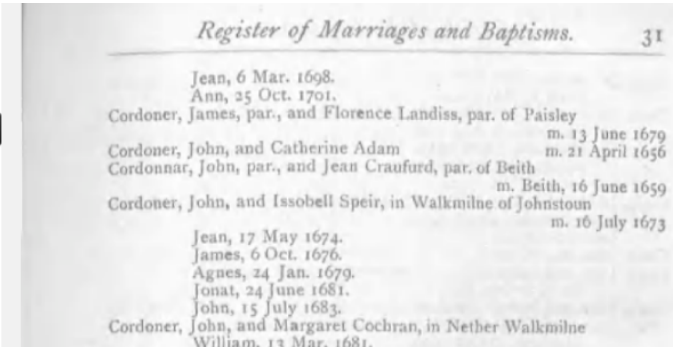 Register of Marriages and Baptisms. 31
Jean, 6 Mar. 1698.
Ann, 25 Oct. 1701.
Cordoner, James, par., and Florence Landiss, par. of Paisley
m. 13 June 1679
Cordoner, John, and Catherine Adam m. 21 April 1656
Cordonnar, John, par., and Jean Craufurd, par. of Beith
m. Beith, 16 June 1659
Cordoner, John, and Issobell Speir, in Walkmilne of Johnstoun
m. 16 July 1673
Jean, 17 May 1674.
James, 6 Oct. 1676.
Agnes, 24 Jan. 1679.
Jonat, 24 June 1681.
John, 15 July 1683.
Cordoner, John, and Margaret Cochran, in Nether Walkmilne
William, 13 Mar. 1681.